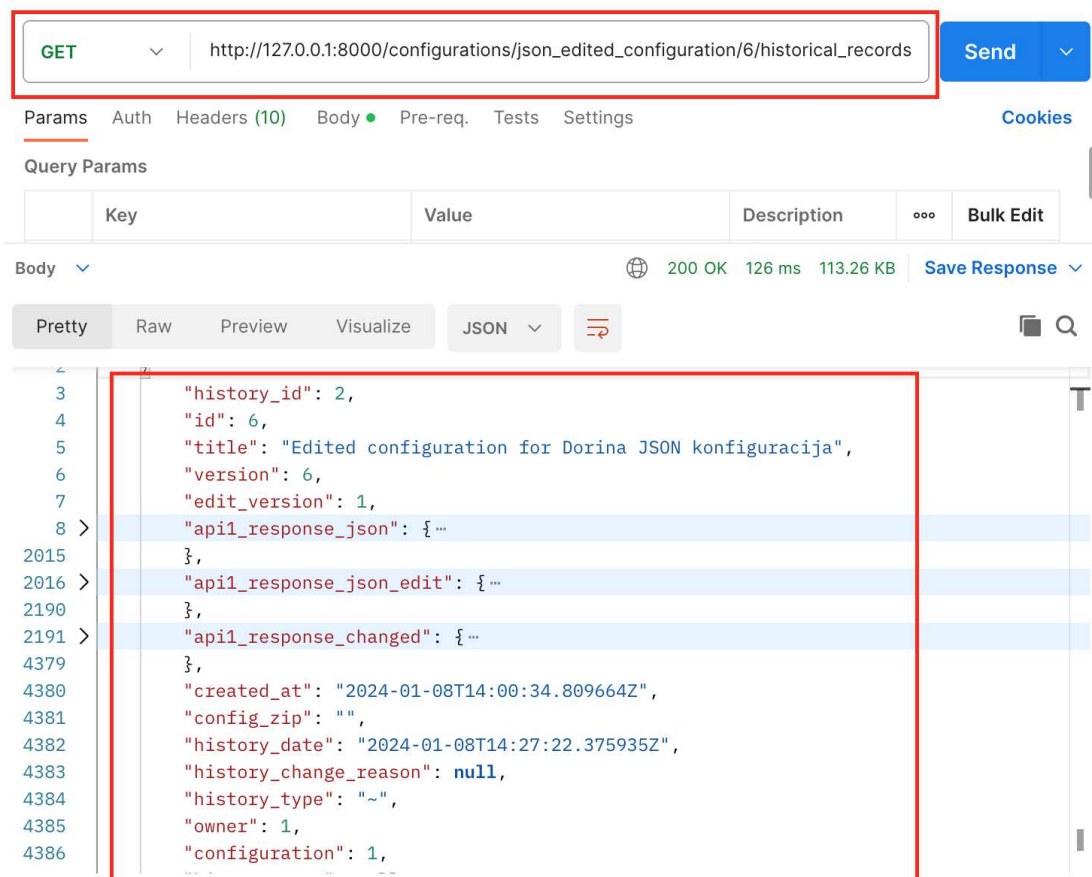 GET http://127.0.0.1:8000/configurations/json_edited_configuration/6/historical_records Send
Params Auth Headers (10) Body Pre-req. Tests Settings Cookies
Query Params
Key Value Description ooo Bulk Edit
Body 200 OK 126 ms 113.26 KB Save Response
Pretty Raw Preview Visualize JSON
2 {
3 "history_id": 2,
4 "id": 6,
5 "title": "Edited configuration for Dorina JSON konfiguracija",
6 "version": 6,
7 "edit_version": 1,
8 "api1_response_json": {…
2015 },
2016 "api1_response_json_edit": {…
2190 },
2191 "api1_response_changed": {…
4379 },
4380 "created_at": "2024-01-08T14:00:34.809664Z",
4381 "config_zip": "",
4382 "history_date": "2024-01-08T14:27:22.375935Z",
4383 "history_change_reason": null,
4384 "history_type": "~",
4385 "owner": 1,
4386 "configuration": 1,